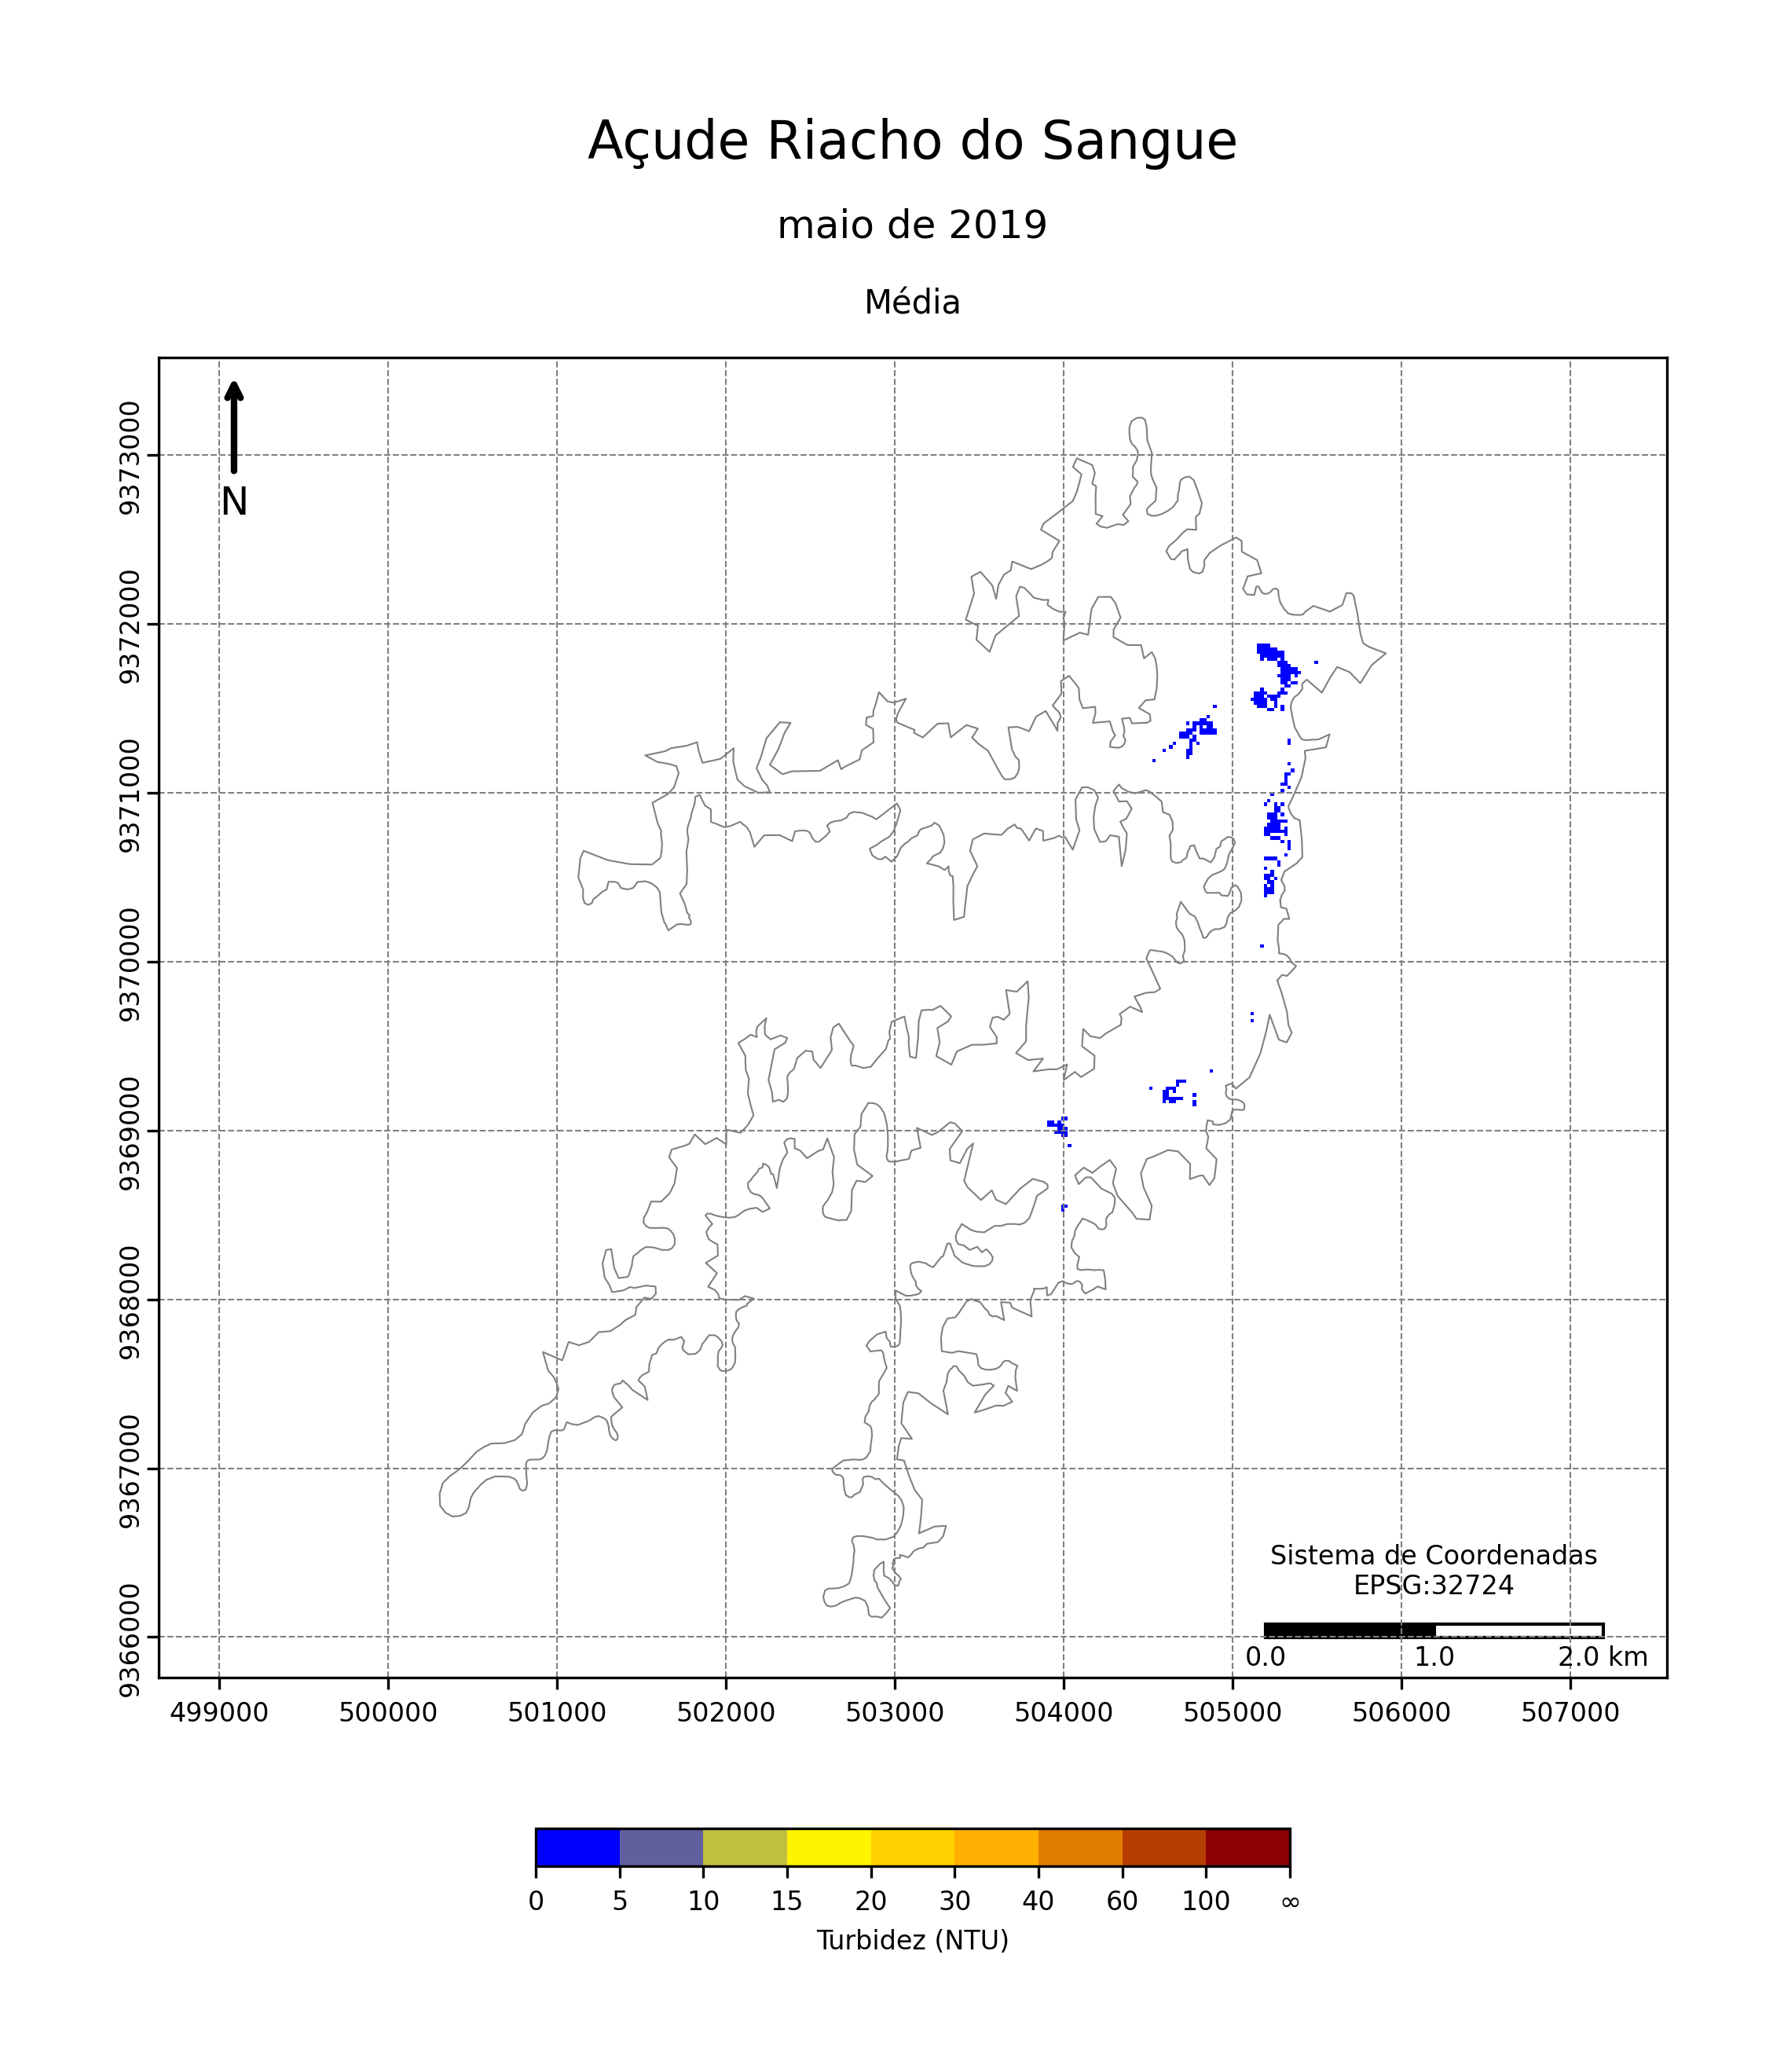 Açude Riacho do Sangue
maio de 2019
Média
N
9373000
9372000
9371000
9370000
9369000
9368000
9367000
9366000
Sistema de Coordenadas
EPSG:32724
0.0 1.0 2.0 km
499000 500000 501000 502000 503000 504000 505000 506000 507000
0 5 10 15 20 30 40 60 100 ∞
Turbidez (NTU)